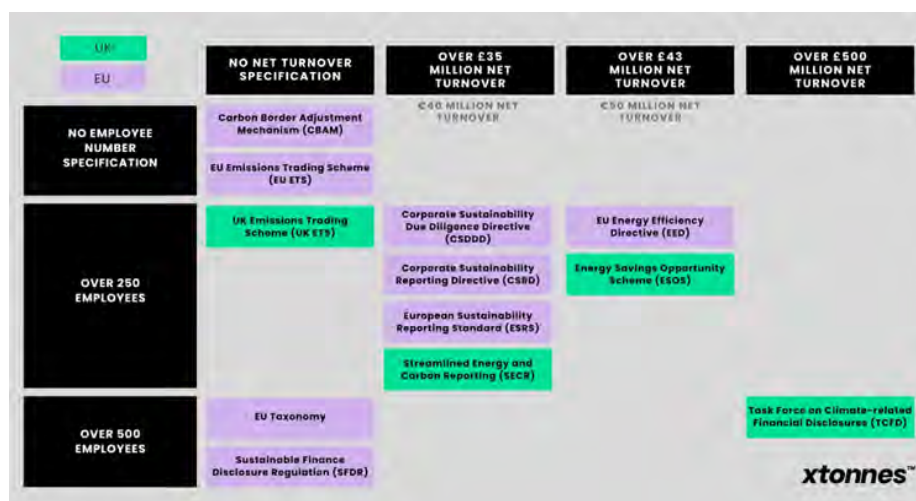 UK
EU
NO NET TURNOVER
SPECIFICATION
OVER £35
MILLION NET
TURNOVER
OVER £43
MILLION NET
TURNOVER
OVER £500
MILLION NET
TURNOVER
€40 MILLION NET
TURNOVER
€50 MILLION NET
TURNOVER
NO EMPLOYEE
NUMBER
SPECIFICATION
Carbon Border Adjustment
Mechanism (CBAM)
EU Emissions Trading Scheme
(EU ETS)
OVER 250
EMPLOYEES
UK Emissions Trading
Scheme (UK ETS)
Corporate Sustainability
Due Diligence Directive
(CSDDD)
EU Energy Efficiency
Directive (EED)
Corporate Sustainability
Reporting Directive (CSRD)
Energy Savings Opportunity
Scheme (ESOS)
European Sustainability
Reporting Standard (ESRS)
Streamlined Energy and
Carbon Reporting (SECR)
OVER 500
EMPLOYEES
EU Taxonomy
Task Force on Climate-related
Financial Disclosures (TCFD)
Sustainable Finance
Disclosure Regulation (SFDR)
xtonnes™